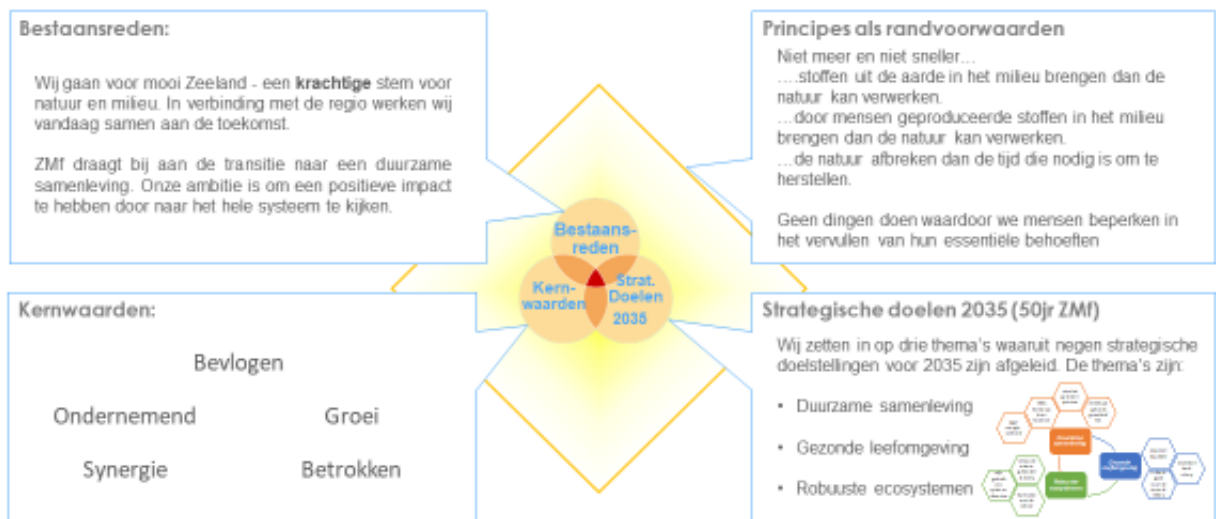 Bestaansreden:
Wij gaan voor mooi Zeeland - een krachtige stem voor
natuur en milieu. In verbinding met de regio werken wij
vandaag samen aan de toekomst.
ZMf draagt bij aan de transitie naar een duurzame
samenleving. Onze ambitie is om een positieve impact
te hebben door naar het hele systeem te kijken.
Principes als randvoorwaarden
Niet meer en niet sneller…
….stoffen uit de aarde in het milieu brengen dan de
natuur kan verwerken.
…door mensen geproduceerde stoffen in het milieu
brengen dan de natuur kan verwerken.
…de natuur afbreken dan de tijd die nodig is om te
herstellen.
Geen dingen doen waardoor we mensen beperken in
het vervullen van hun essentiële behoeften
Bestaans-
reden
Kern-
waarden
Strat.
Doelen
2035
Kernwaarden:
Bevlogen
Ondernemend
Groei
Synergie
Betrokken
Strategische doelen 2035 (50jr ZMf)
Wij zetten in op drie thema's waaruit negen strategische
doelstellingen voor 2035 zijn afgeleid. De thema's zijn:
• Duurzame samenleving
• Gezonde leefomgeving
• Robuuste ecosystemen